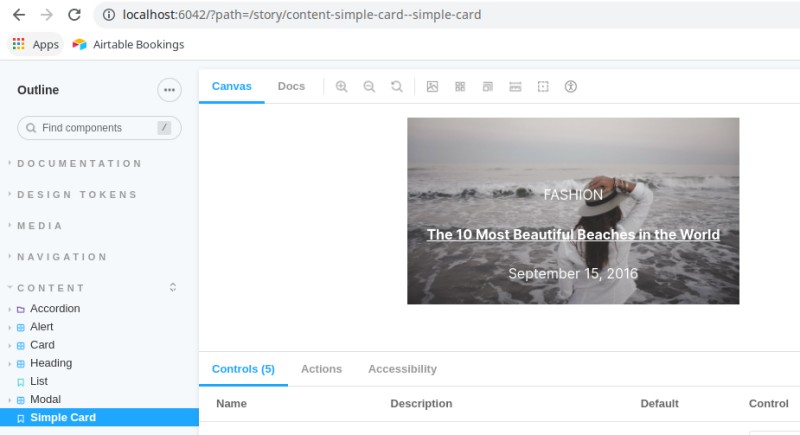 localhost:6042/?path=/story/content-simple-card--simple-card
Apps Airtable Bookings
Outline
Find components /
DOCUMENTATION
DESIGN TOKENS
MEDIA
NAVIGATION
CONTENT
Accordion
Alert
Card
Heading
List
Modal
Simple Card
Canvas Docs
FASHION
The 10 Most Beautiful Beaches in the World
September 15, 2016
Controls (5) Actions Accessibility
Name Description Default Control